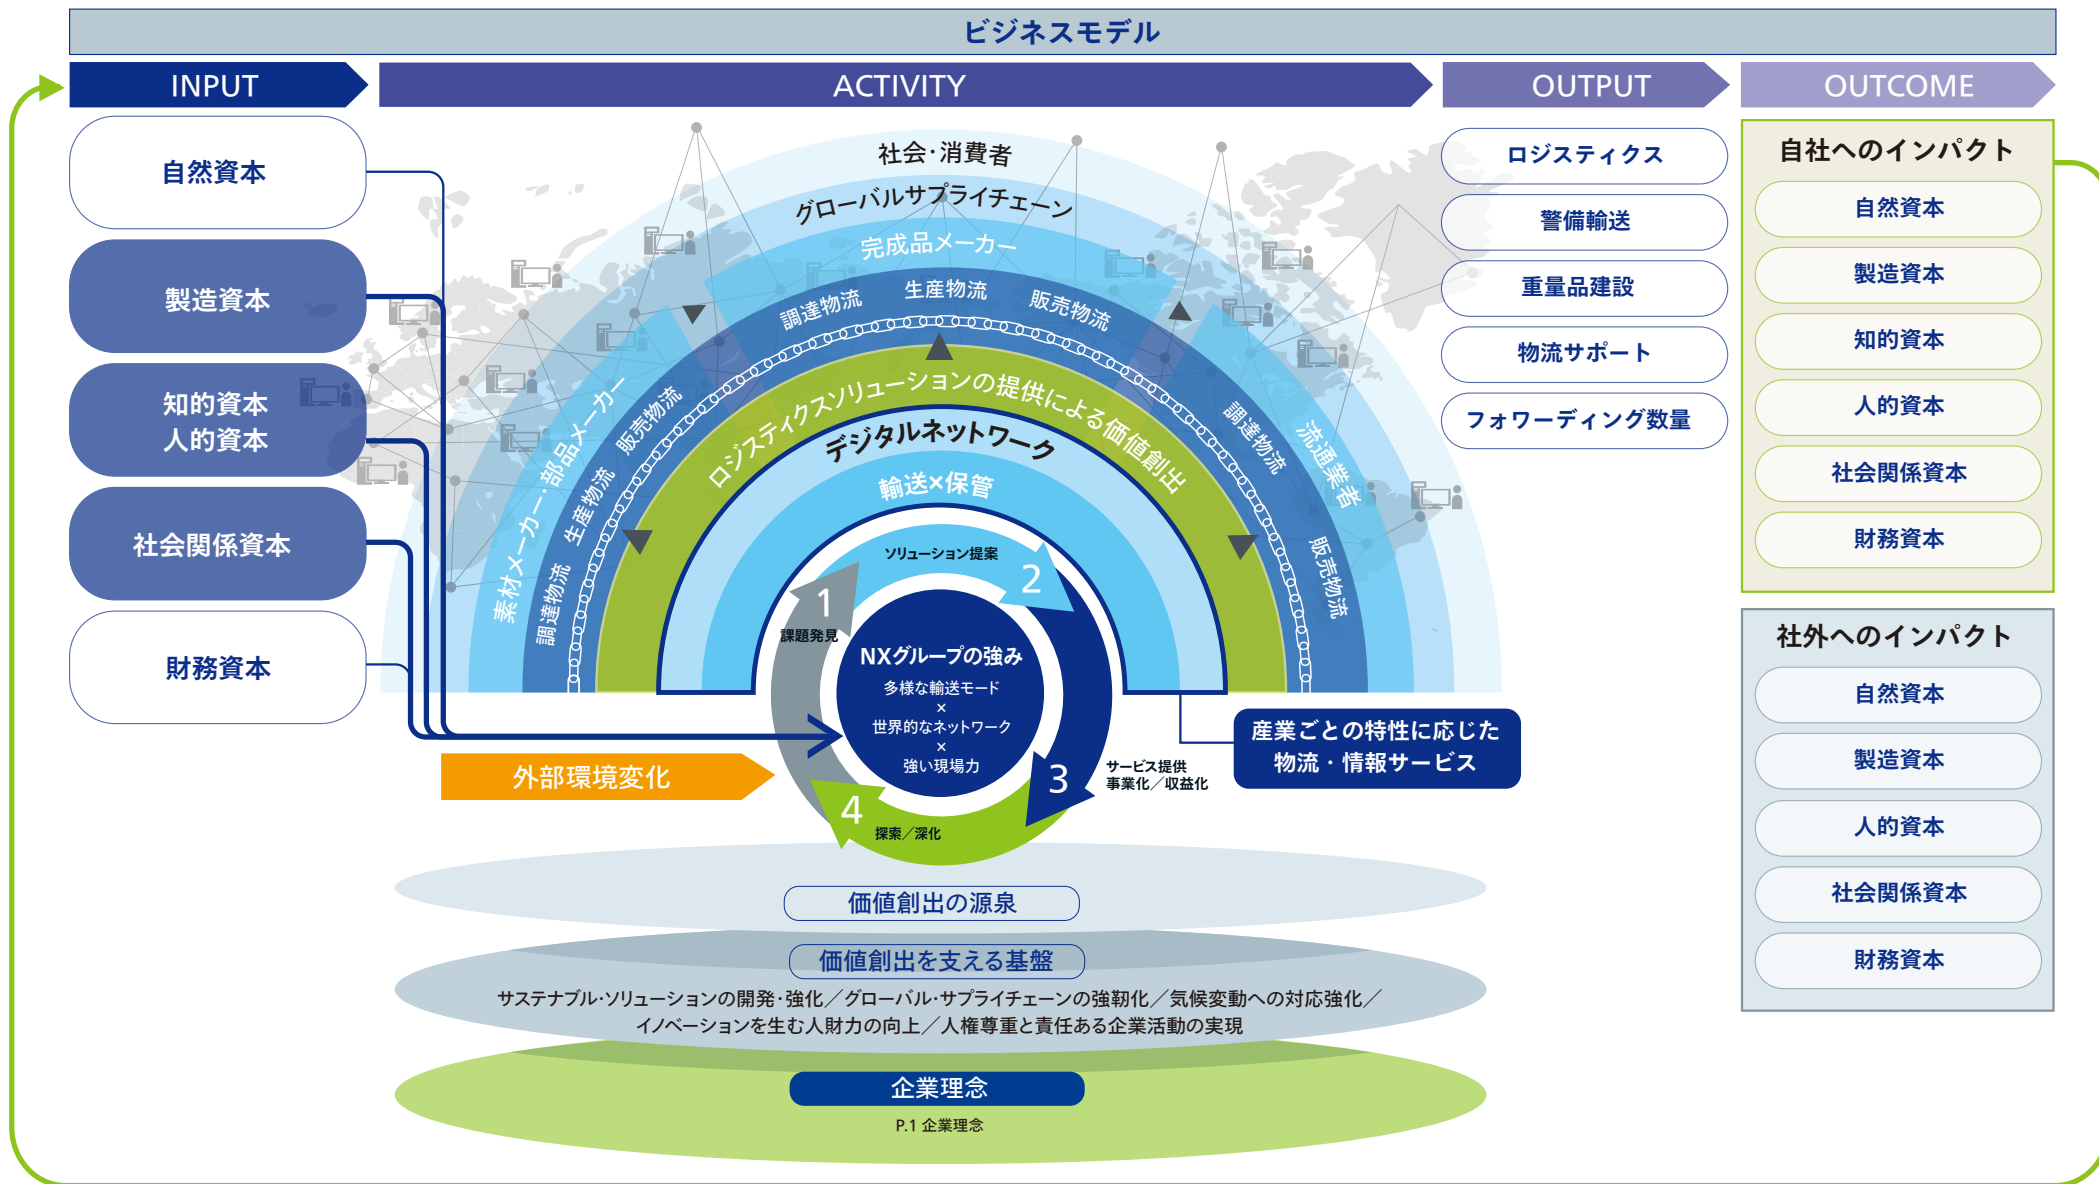 ビジネスモデル
INPUT
ACTIVITY
OUTPUT
OUTCOME
自然資本
製造資本
知的資本
人的資本
社会関係資本
財務資本
社会・消費者
グローバルサプライチェーン
完成品メーカー
調達物流
生産物流
販売物流
素材メーカー・部品メーカー
調達物流
生産物流
販売物流
流通業者
調達物流
販売物流
ロジスティクスソリューションの提供による価値創出
デジタルネットワーク
輸送×保管
1
課題発見
ソリューション提案
2
3
サービス提供
事業化／収益化
4
探索／深化
NXグループの強み
多様な輸送モード
×
世界的なネットワーク
×
強い現場力
外部環境変化
産業ごとの特性に応じた
物流・情報サービス
価値創出の源泉
価値創出を支える基盤
サステナブル・ソリューションの開発・強化／グローバル・サプライチェーンの強靭化／気候変動への対応強化／
イノベーションを生む人財力の向上／人権尊重と責任ある企業活動の実現
企業理念
P.1 企業理念
ロジスティクス
警備輸送
重量品建設
物流サポート
フォワーディング数量
自社へのインパクト
自然資本
製造資本
知的資本
人的資本
社会関係資本
財務資本
社外へのインパクト
自然資本
製造資本
人的資本
社会関係資本
財務資本